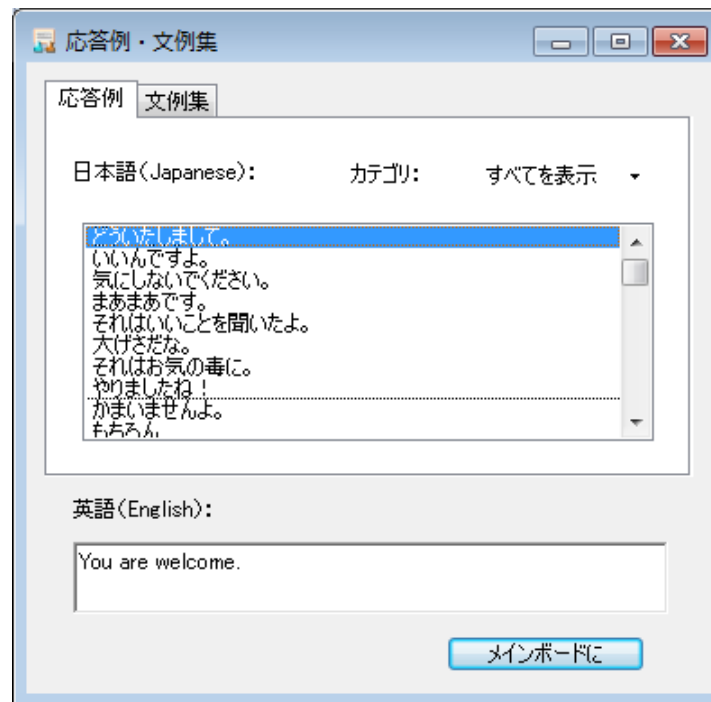 応答例・文例集
応答例 文例集
日本語(Japanese): カテゴリ: すべてを表示
どういたしまして。
いいんですよ。
気にしないでください。
まあまあです。
それはいいことを聞いたよ。
大げさだな。
それはお気の毒に。
やりましたね！
かまいませんよ。
もちろん
英語(English):
You are welcome.
メインボードに